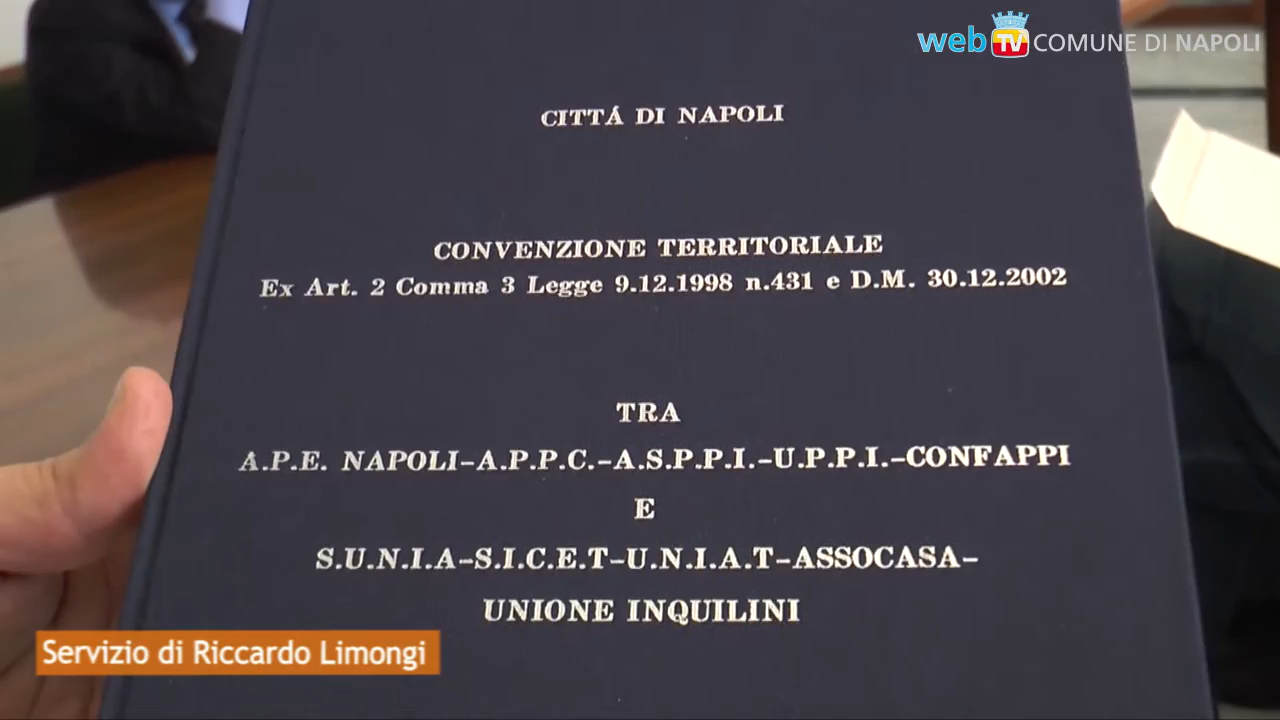 web TV COMUNE DI NAPOLI
CITTÁ DI NAPOLI
CONVENZIONE TERRITORIALE
Ex Art. 2 Comma 3 Legge 9.12.1998 n.431 e D.M. 30.12.2002
TRA
A.P.E. NAPOLI-A.P.P.C.-A.S.P.P.I.-U.P.P.I.-CONFAPPI
E
S.U.N.I.A-S.I.C.E.T-U.N.I.A.T-ASSOCASA-
UNIONE INQUILINI
Servizio di Riccardo Limongi